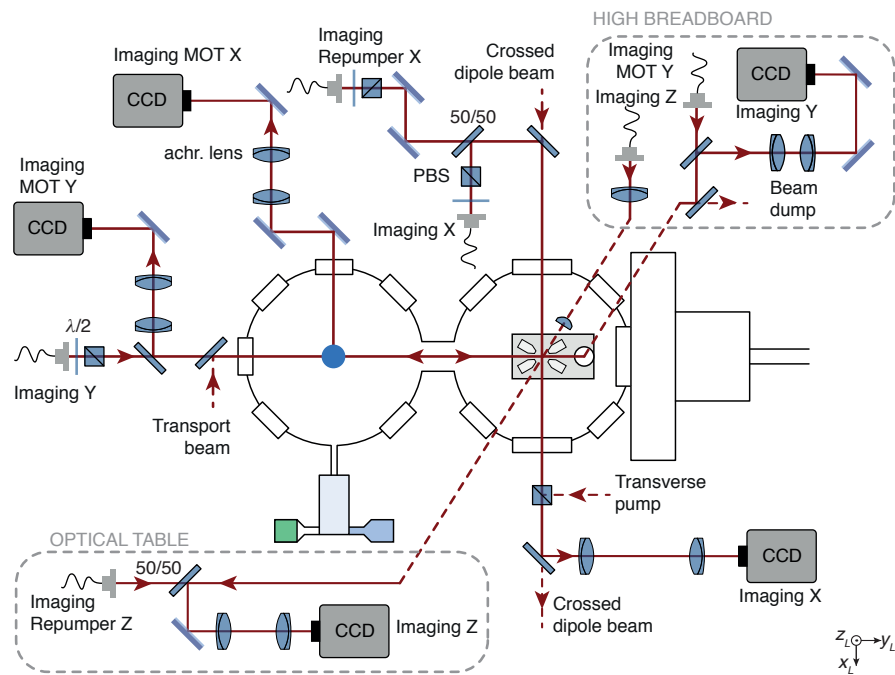 HIGH BREADBOARD
Imaging MOT X
CCD
Imaging
Repumper X
Crossed
dipole beam
50/50
Imaging
MOT Y
Imaging Z
CCD
Imaging Y
Beam
dump
achr. lens
PBS
Imaging X
Imaging
MOT Y
CCD
λ/2
Imaging Y
Transport
beam
Transverse
pump
CCD
Imaging X
Crossed
dipole beam
OPTICAL TABLE
50/50
Imaging
Repumper Z
CCD
Imaging Z
z_L
y_L
x_L